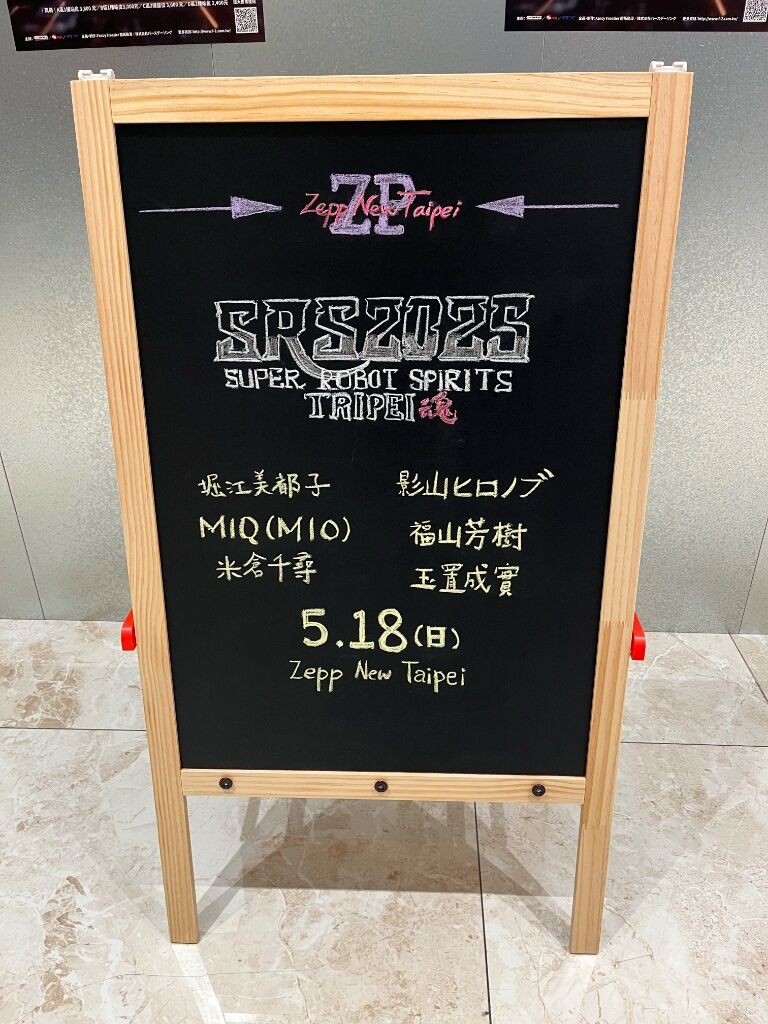 ZP
Zepp New Taipei
SRS2025
SUPER ROBOT SPIRITS
TAIPEI魂
堀江美都子 影山ヒロノブ
MIQ(MIO) 福山芳樹
米倉千尋 玉置成實
5.18(日)
Zepp New Taipei